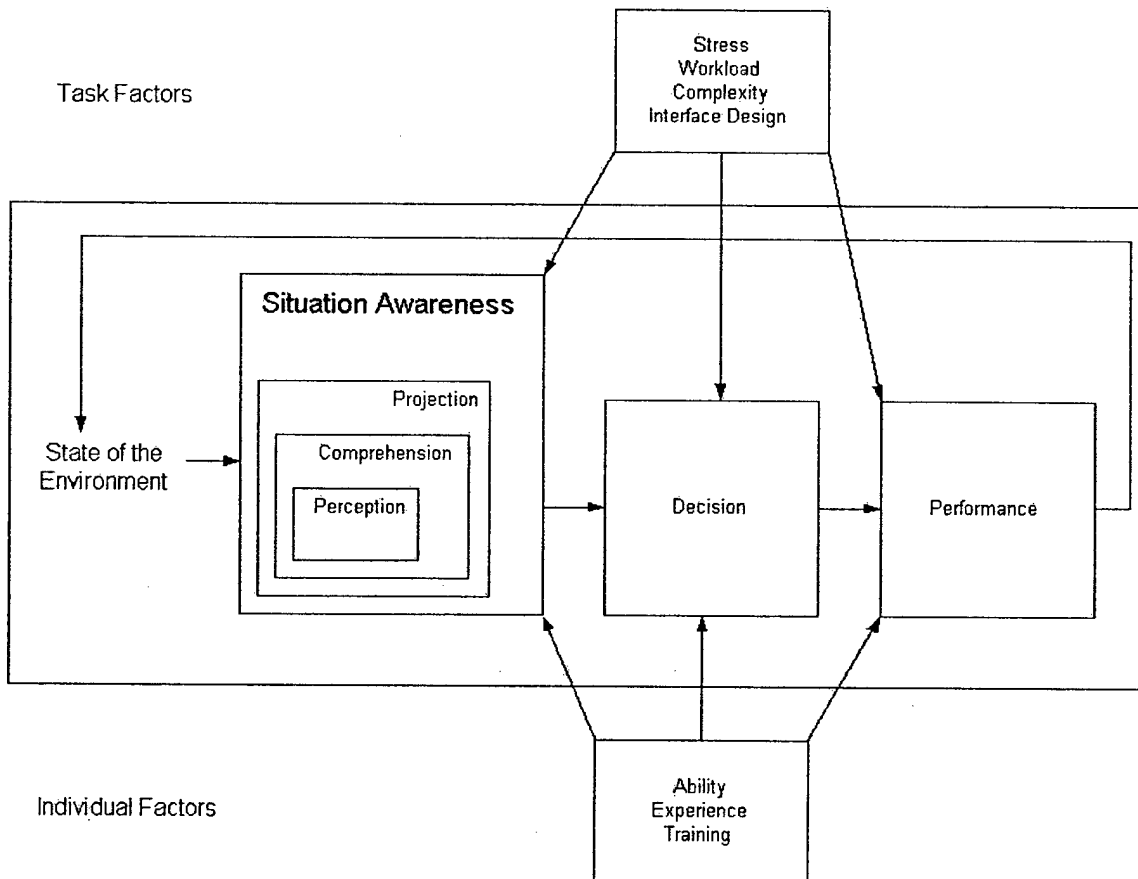 Stress
Workload
Complexity
Interface Design
Task Factors
Situation Awareness
Projection
Comprehension
Perception
State of the
Environment
Decision
Performance
Ability
Experience
Training
Individual Factors